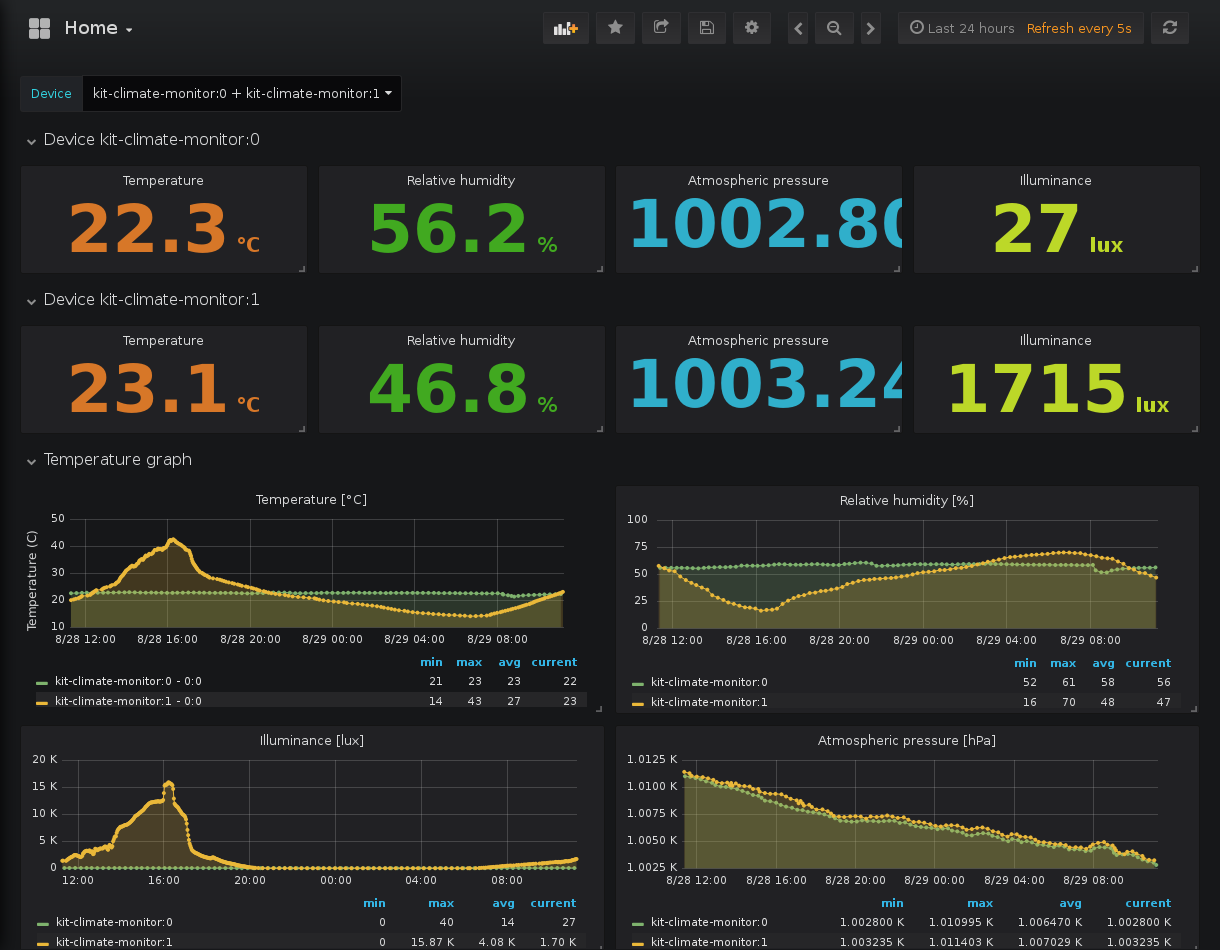 Home
Last 24 hours Refresh every 5s
Device kit-climate-monitor:0 + kit-climate-monitor:1
Device kit-climate-monitor:0
Temperature Relative humidity Atmospheric pressure Illuminance
22.3 °C 56.2 % 1002.80 27 lux
Device kit-climate-monitor:1
Temperature Relative humidity Atmospheric pressure Illuminance
23.1 °C 46.8 % 1003.24 1715 lux
Temperature graph
Temperature [°C]
Temperature (C)
50
40
30
20
10
8/28 12:00 8/28 16:00 8/28 20:00 8/29 00:00 8/29 04:00 8/29 08:00
min max avg current
kit-climate-monitor:0 - 0:0 21 23 23 22
kit-climate-monitor:1 - 0:0 14 43 27 23
Relative humidity [%]
100
75
50
25
0
8/28 12:00 8/28 16:00 8/28 20:00 8/29 00:00 8/29 04:00 8/29 08:00
min max avg current
kit-climate-monitor:0 52 61 58 56
kit-climate-monitor:1 16 70 48 47
Illuminance [lux]
20 K
15 K
10 K
5 K
0
12:00 16:00 20:00 00:00 04:00 08:00
min max avg current
kit-climate-monitor:0 0 40 14 27
kit-climate-monitor:1 0 15.87 K 4.08 K 1.70 K
Atmospheric pressure [hPa]
1.0125 K
1.0100 K
1.0075 K
1.0050 K
1.0025 K
8/28 12:00 8/28 16:00 8/28 20:00 8/29 00:00 8/29 04:00 8/29 08:00
min max avg current
kit-climate-monitor:0 1.002800 K 1.010995 K 1.006470 K 1.002800 K
kit-climate-monitor:1 1.003235 K 1.011403 K 1.007029 K 1.003235 K